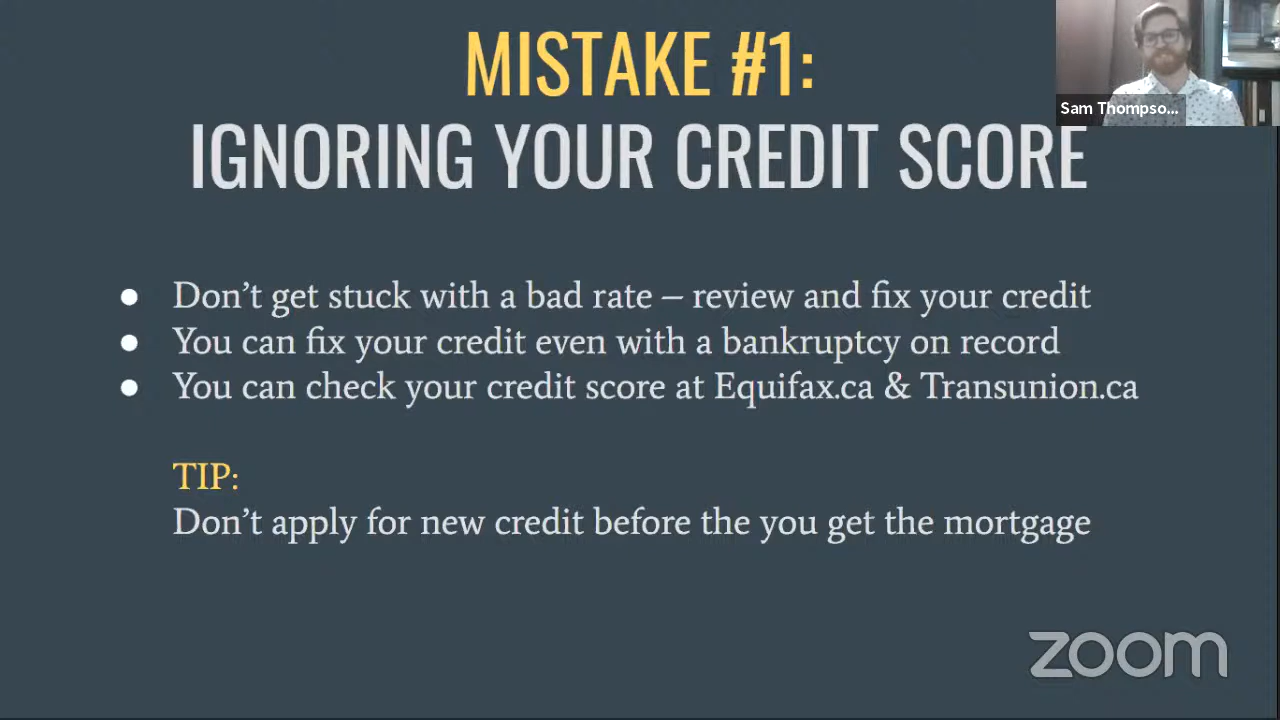 MISTAKE #1:
Sam Thompso...
IGNORING YOUR CREDIT SCORE
● Don’t get stuck with a bad rate – review and fix your credit
● You can fix your credit even with a bankruptcy on record
● You can check your credit score at Equifax.ca & Transunion.ca
TIP:
Don’t apply for new credit before the you get the mortgage
zoom